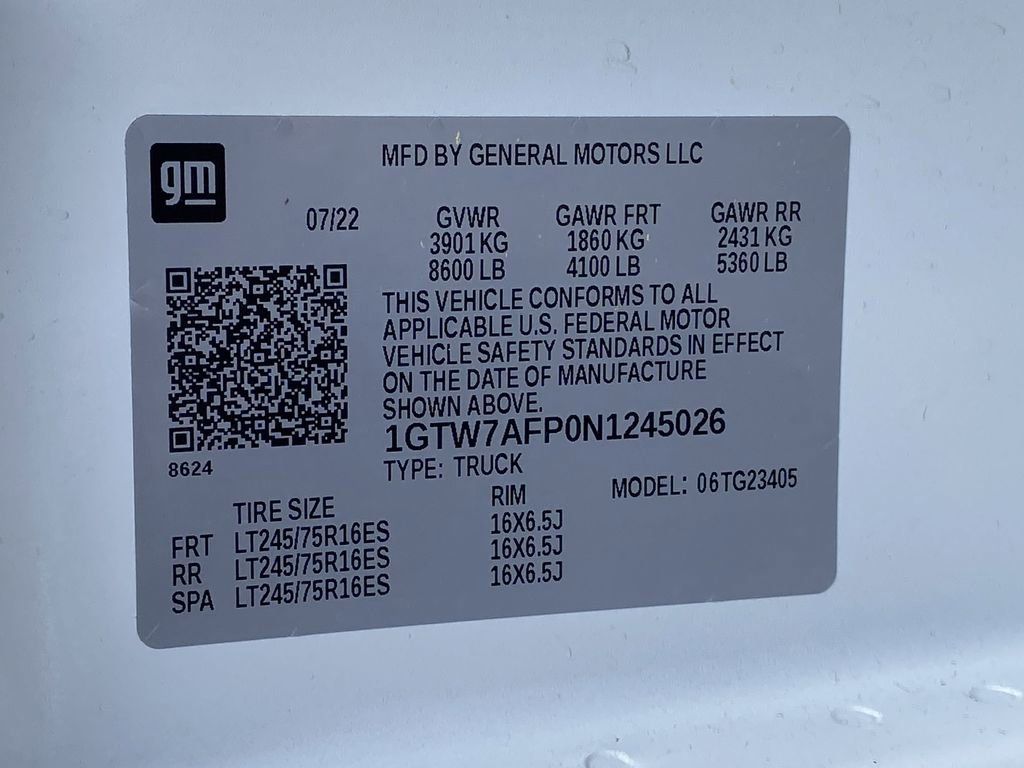 gm
MFD BY GENERAL MOTORS LLC
07/22
GVWR GAWR FRT GAWR RR
3901 KG 1860 KG 2431 KG
8600 LB 4100 LB 5360 LB
THIS VEHICLE CONFORMS TO ALL
APPLICABLE U.S. FEDERAL MOTOR
VEHICLE SAFETY STANDARDS IN EFFECT
ON THE DATE OF MANUFACTURE
SHOWN ABOVE.
1GTW7AFP0N1245026
8624
TYPE: TRUCK
MODEL: 06TG23405
TIRE SIZE RIM
FRT LT245/75R16ES 16X6.5J
RR LT245/75R16ES 16X6.5J
SPA LT245/75R16ES 16X6.5J